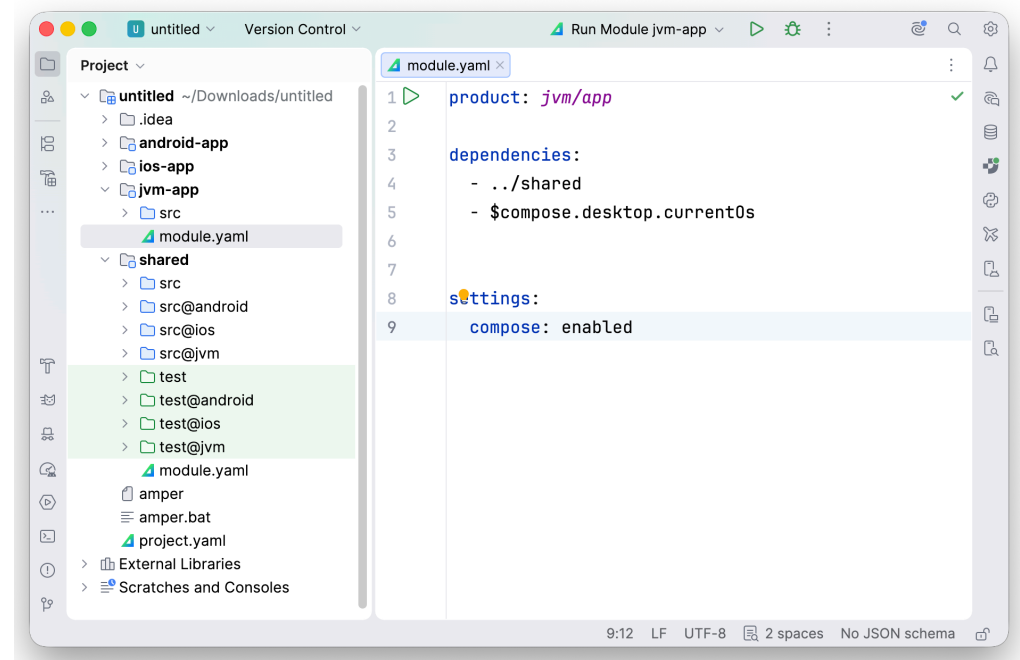 U untitled Version Control Run Module jvm-app
Project
module.yaml
untitled ~/Downloads/untitled
.idea
android-app
ios-app
jvm-app
src
module.yaml
shared
src
src@android
src@ios
src@jvm
test
test@android
test@ios
test@jvm
module.yaml
amper
amper.bat
project.yaml
External Libraries
Scratches and Consoles
1 product: jvm/app
2
3 dependencies:
4 - ../shared
5 - $compose.desktop.currentOs
6
7
8 settings:
9 compose: enabled
9:12 LF UTF-8 2 spaces No JSON schema